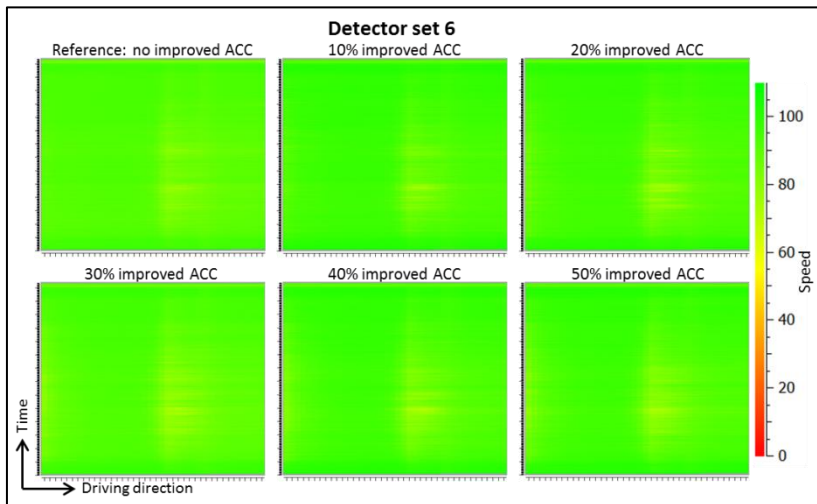 Detector set 6
Reference: no improved ACC
10% improved ACC
20% improved ACC
30% improved ACC
40% improved ACC
50% improved ACC
100
80
60
40
20
0
Speed
Time
Driving direction